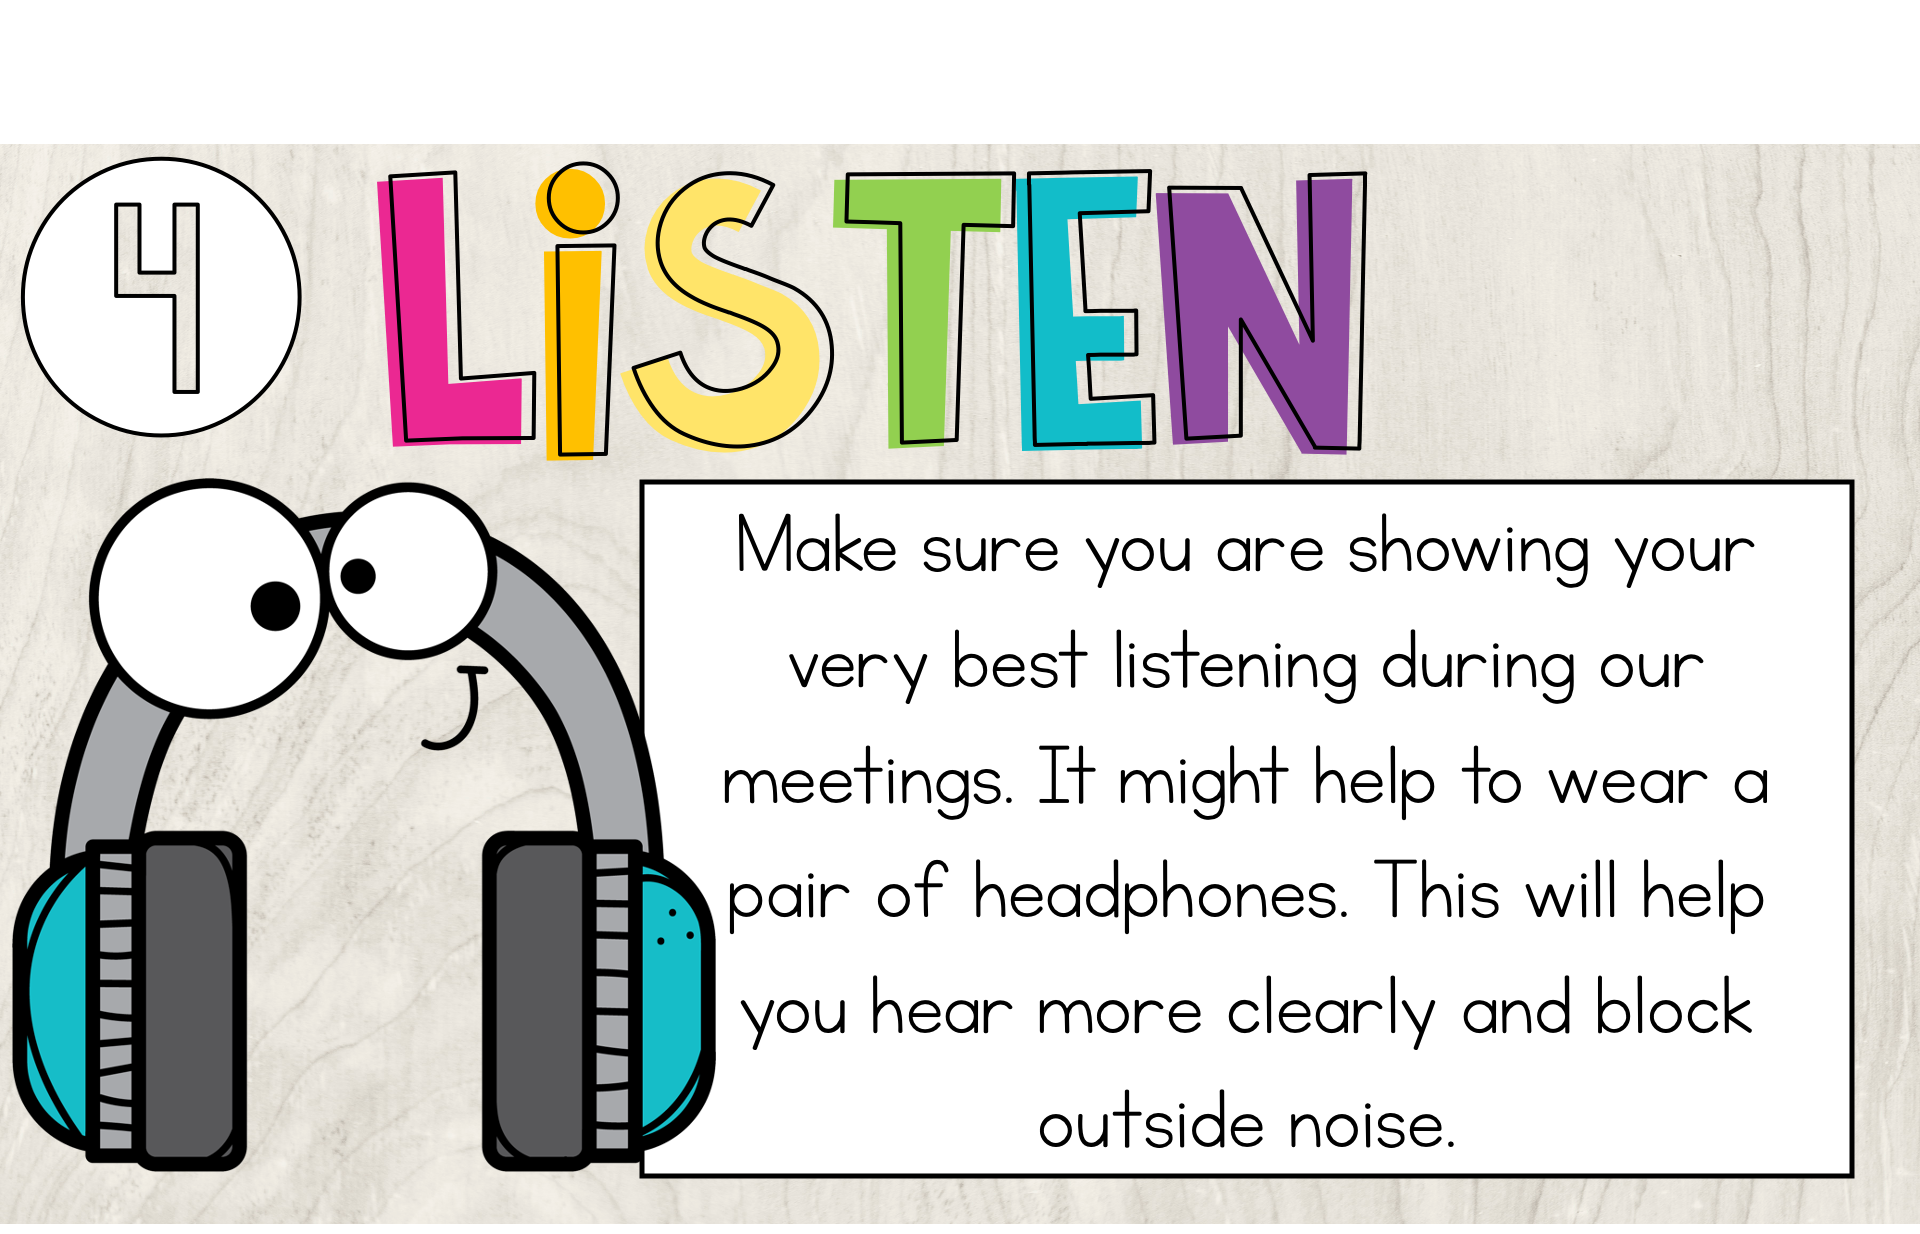 4
LiSTEN
Make sure you are showing your
very best listening during our
meetings. It might help to wear a
pair of headphones. This will help
you hear more clearly and block
outside noise.